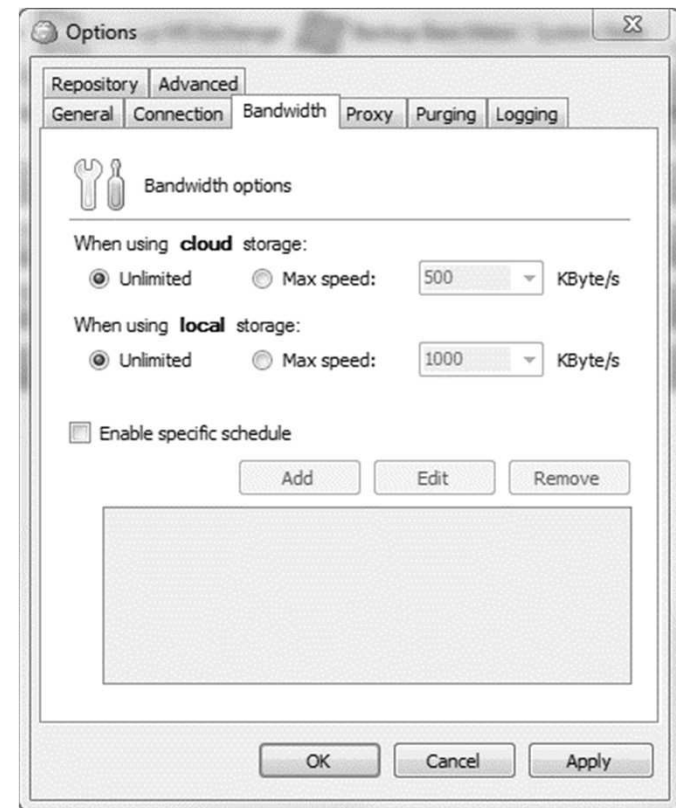 Options
Repository Advanced
General Connection Bandwidth Proxy Purging Logging
Bandwidth options
When using cloud storage:
Unlimited Max speed: 500 KByte/s
When using local storage:
Unlimited Max speed: 1000 KByte/s
Enable specific schedule
Add Edit Remove
OK Cancel Apply